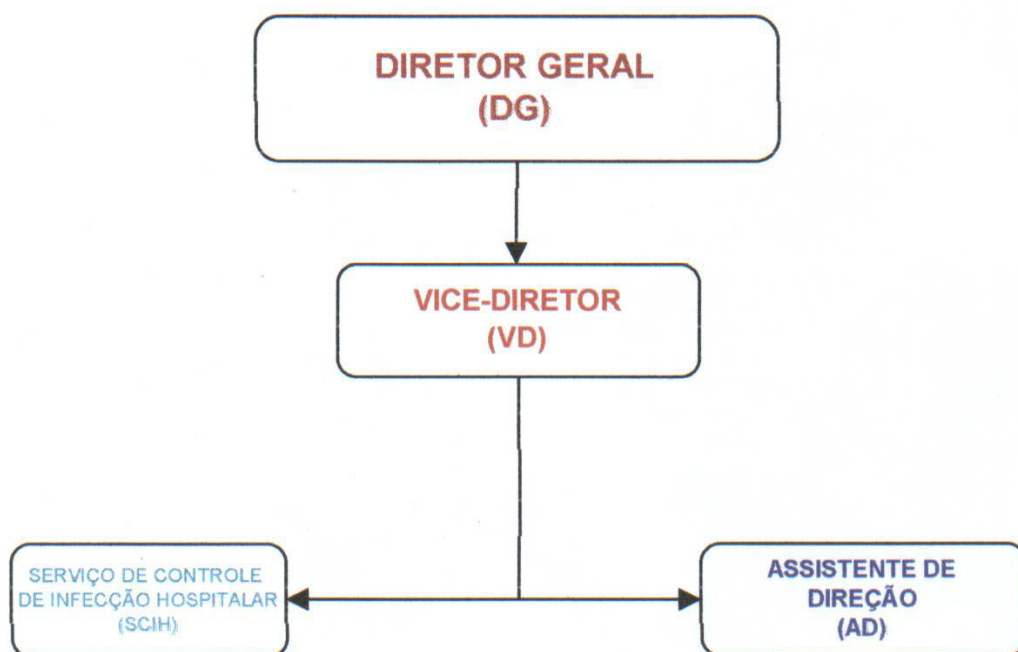 DIRETOR GERAL
(DG)
VICE-DIRETOR
(VD)
SERVIÇO DE CONTROLE
DE INFECÇÃO HOSPITALAR
(SCIH)
ASSISTENTE DE
DIREÇÃO
(AD)